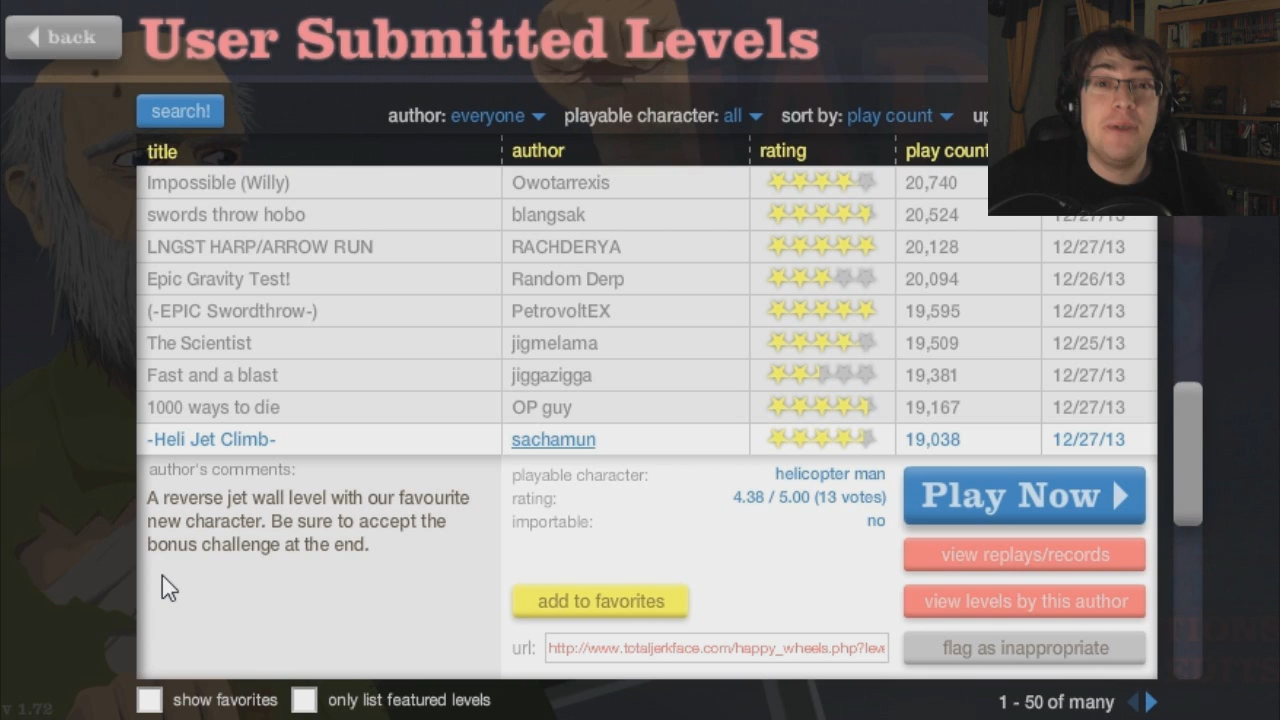 back
User Submitted Levels
search!
author: everyone playable character: all sort by: play count up
title author rating play count
Impossible (Willy) Owotarrexis 20,740
swords throw hobo blangsak 20,524 12/27/13
LNGST HARP/ARROW RUN RACHDERYA 20,128 12/27/13
Epic Gravity Test! Random Derp 20,094 12/26/13
(-EPIC Swordthrow-) PetrovoltEX 19,595 12/27/13
The Scientist jigmelama 19,509 12/25/13
Fast and a blast jiggazigga 19,381 12/27/13
1000 ways to die OP guy 19,167 12/27/13
-Heli Jet Climb- sachamun 19,038 12/27/13
author's comments:
A reverse jet wall level with our favourite
new character. Be sure to accept the
bonus challenge at the end.
playable character: helicopter man
rating: 4.38 / 5.00 (13 votes)
importable: no
add to favorites
url: http://www.totaljerkface.com/happy_wheels.php?leve
Play Now
view replays/records
view levels by this author
flag as inappropriate
v 1.72
show favorites only list featured levels
1 - 50 of many